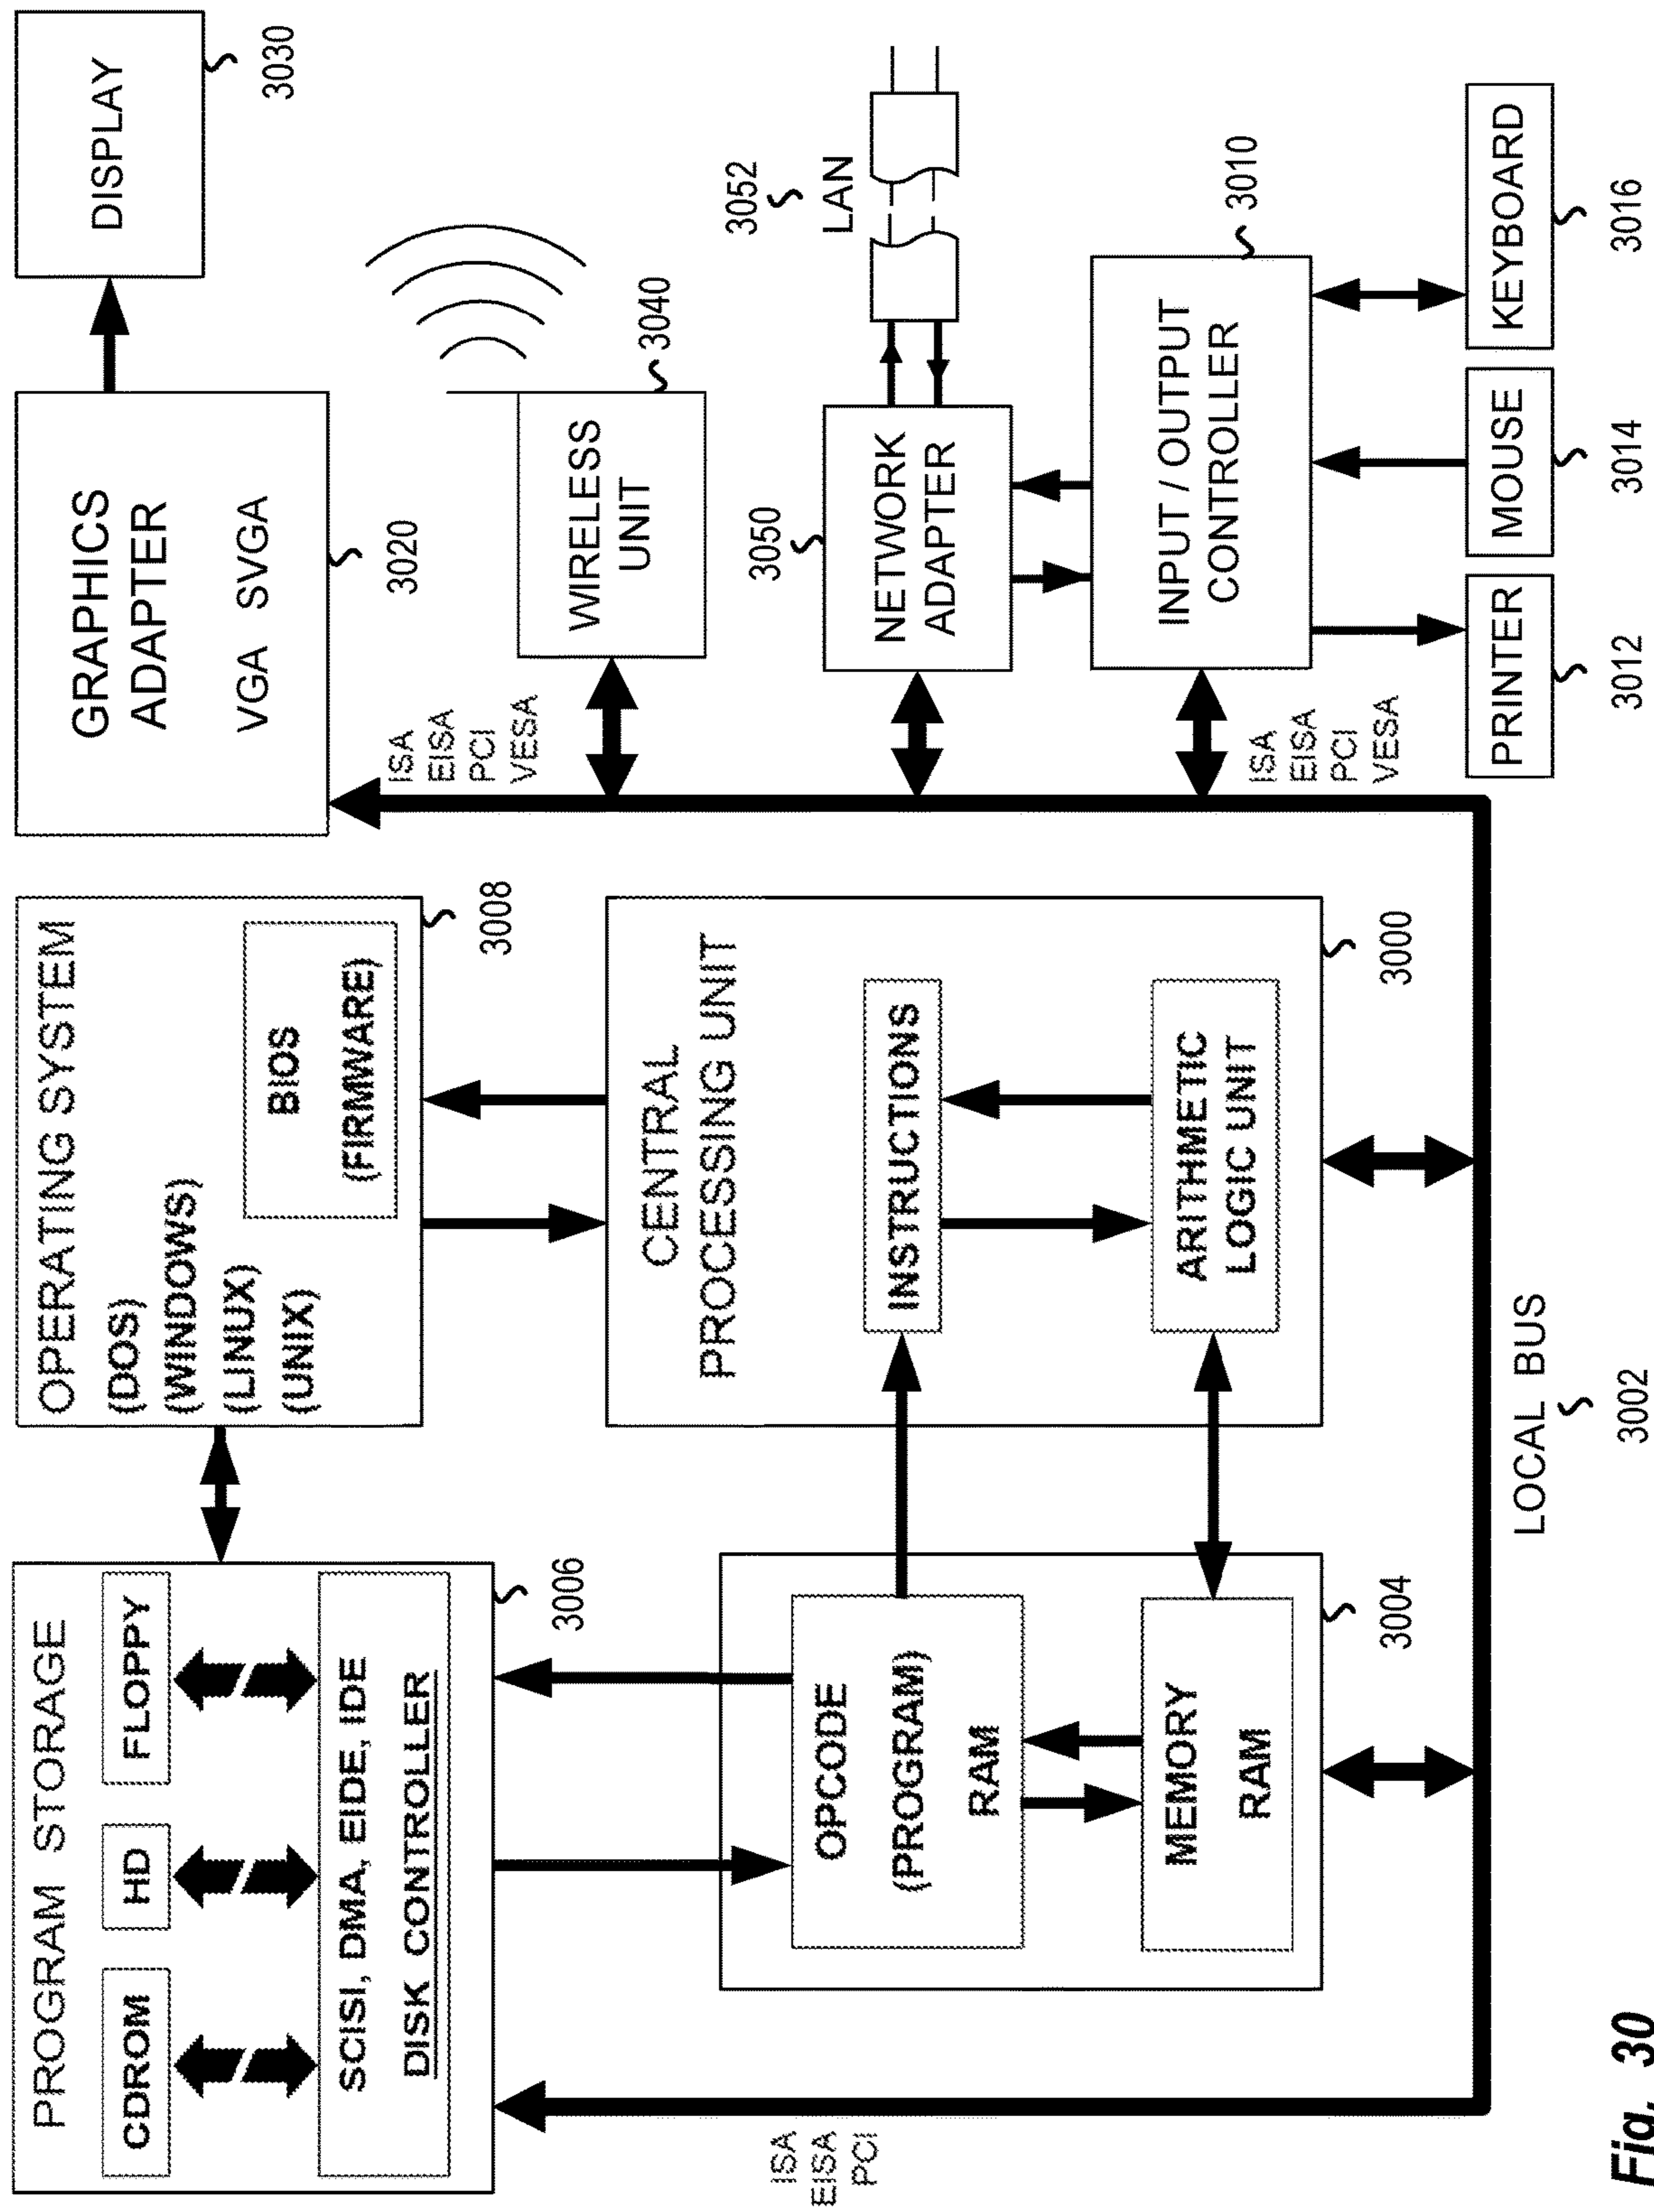 PROGRAM STORAGE
CDROM
HD
FLOPPY
SCISI, DMA, EIDE, IDE
DISK CONTROLLER
3006
OPERATING SYSTEM
(DOS)
(WINDOWS)
(LINUX)
(UNIX)
BIOS
(FIRMWARE)
3008
GRAPHICS
ADAPTER
VGA SVGA
3020
DISPLAY
3030
ISA
EISA
PCI
VESA
WIRELESS
UNIT
3040
CENTRAL
PROCESSING UNIT
INSTRUCTIONS
ARITHMETIC
LOGIC UNIT
3000
ISA
EISA
PCI
OPCODE
(PROGRAM)
RAM
MEMORY
RAM
3004
3050
NETWORK
ADAPTER
3052
LAN
INPUT / OUTPUT
CONTROLLER
3010
ISA
EISA
PCI
VESA
PRINTER
3012
MOUSE
3014
KEYBOARD
3016
LOCAL BUS
3002
Fig. 30